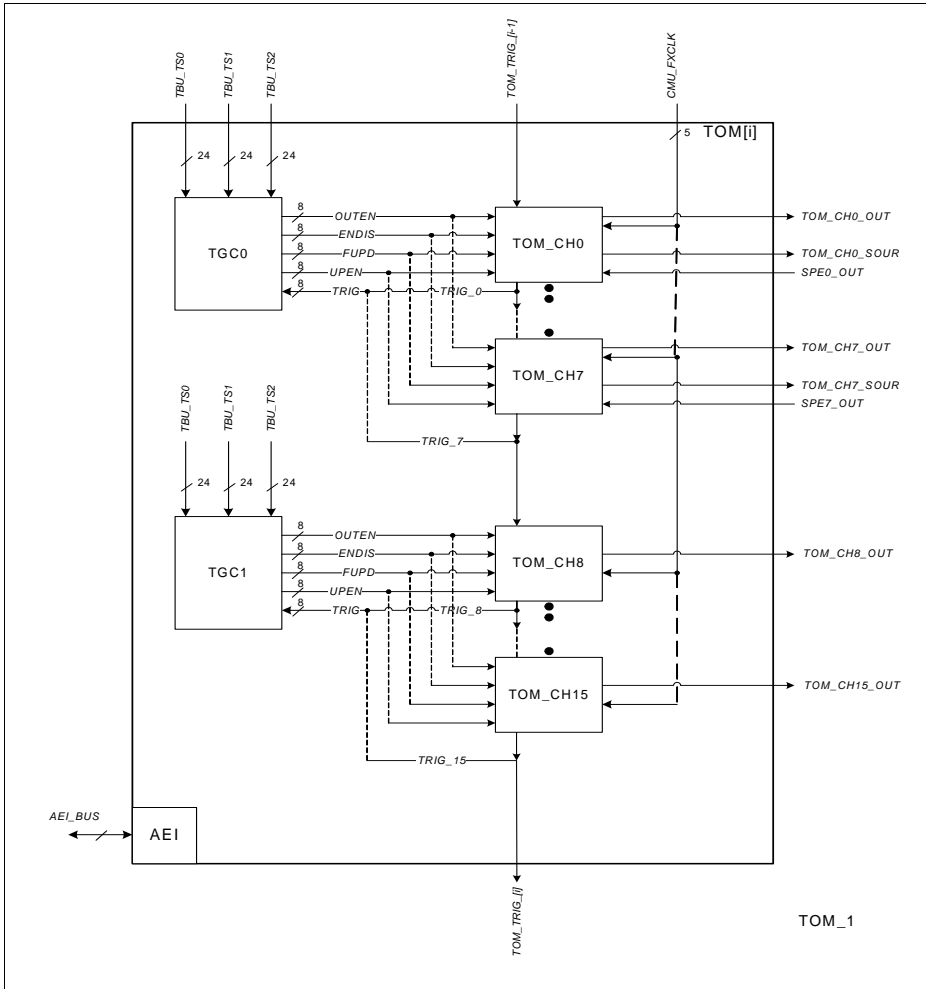 TBU_TS0
TBU_TS1
TBU_TS2
TOM_TRIG_[i-1]
CMU_FXCLK
5
TOM[i]
24
24
24
TGC0
8
OUTEN
8
ENDIS
8
FUPD
8
UPEN
8
TRIG
TRIG_0
TOM_CH0
TOM_CH0_OUT
TOM_CH0_SOUR
SPE0_OUT
TOM_CH7
TOM_CH7_OUT
TOM_CH7_SOUR
SPE7_OUT
TRIG_7
TBU_TS0
TBU_TS1
TBU_TS2
24
24
24
TGC1
8
OUTEN
8
ENDIS
8
FUPD
8
UPEN
8
TRIG
TRIG_8
TOM_CH8
TOM_CH8_OUT
TOM_CH15
TOM_CH15_OUT
TRIG_15
AEI_BUS
AEI
TOM_TRIG_[i]
TOM_1